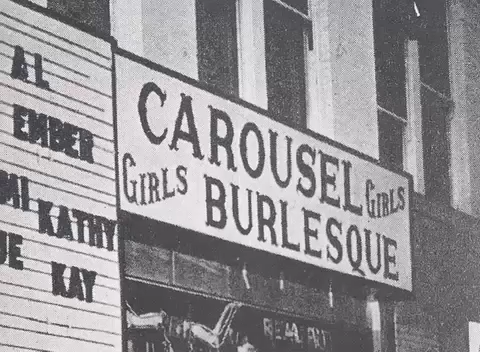 AL
EMBER
MI KATHY
UE KAY
CAROUSEL
GIRLS BURLESQUE GIRLS